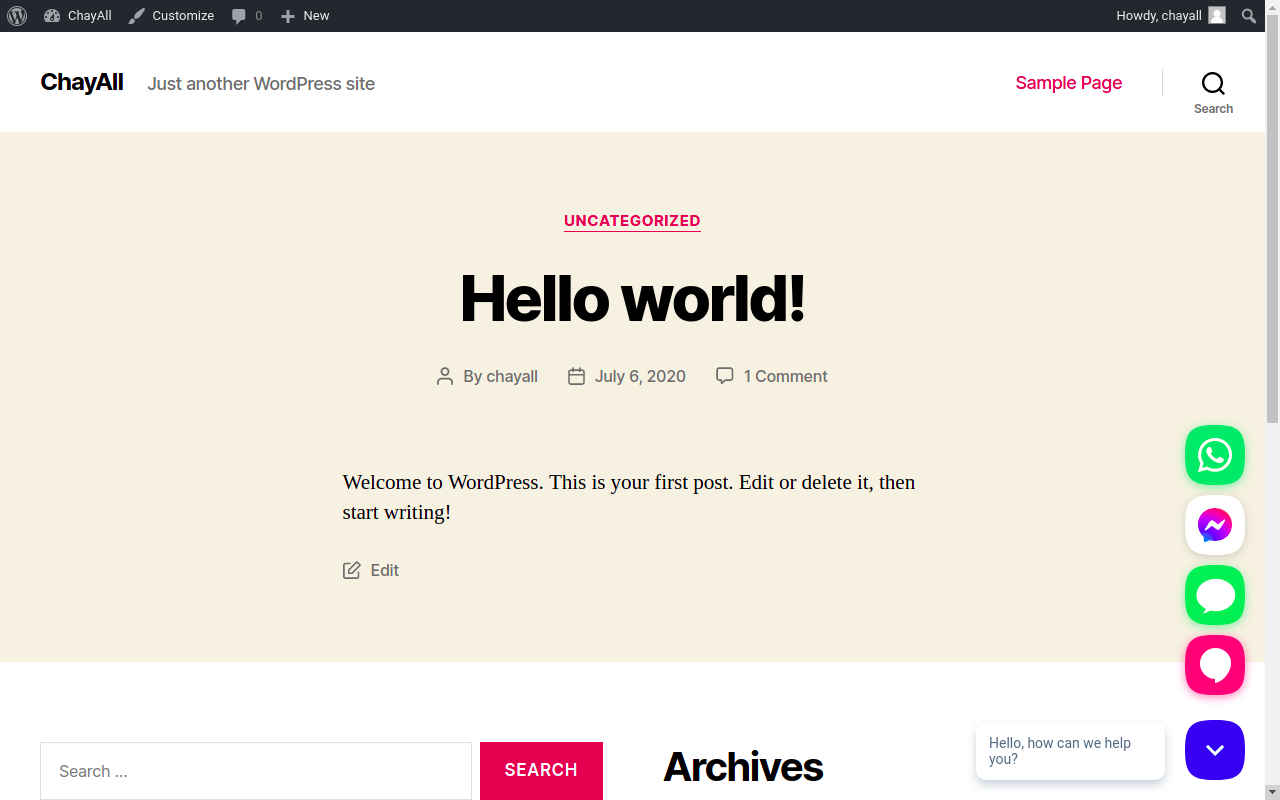 ChayAll
Customize
0
New
Howdy, chayall
ChayAll
Just another WordPress site
Sample Page
Search
UNCATEGORIZED
Hello world!
By chayall
July 6, 2020
1 Comment
Welcome to WordPress. This is your first post. Edit or delete it, then
start writing!
Edit
Search …
SEARCH
Archives
Hello, how can we help
you?